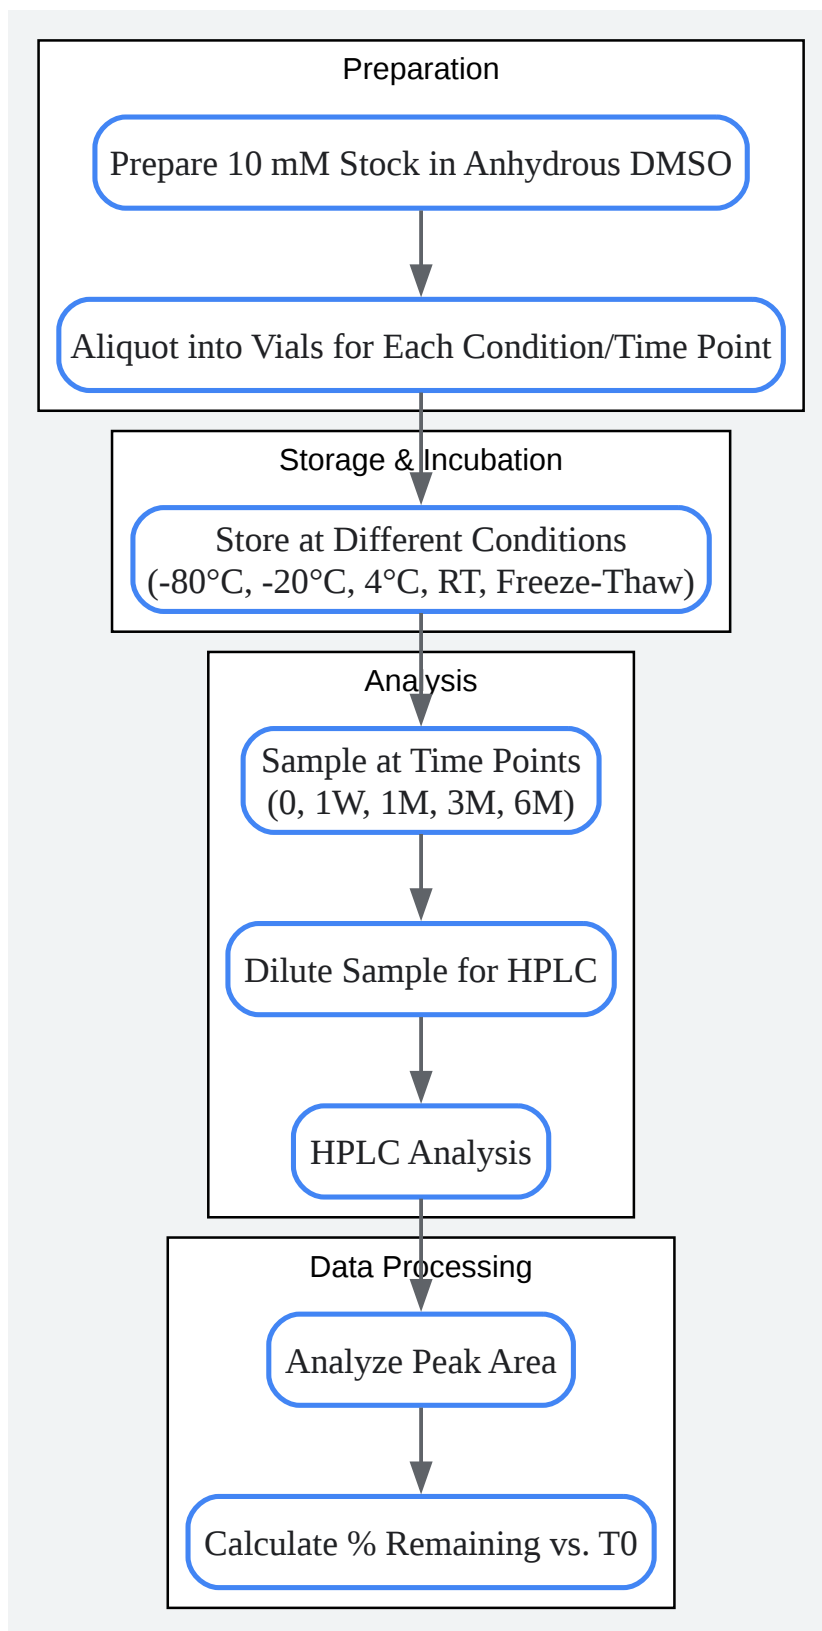 Preparation
Prepare 10 mM Stock in Anhydrous DMSO
Aliquot into Vials for Each Condition/Time Point
Storage & Incubation
Store at Different Conditions
(-80°C, -20°C, 4°C, RT, Freeze-Thaw)
Analysis
Sample at Time Points
(0, 1W, 1M, 3M, 6M)
Dilute Sample for HPLC
HPLC Analysis
Data Processing
Analyze Peak Area
Calculate % Remaining vs. T0